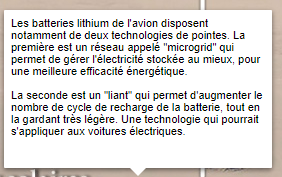 Les batteries lithium de l'avion disposent
notamment de deux technologies de pointes. La
première est un réseau appelé "microgrid" qui
permet de gérer l'électricité stockée au mieux, pour
une meilleure efficacité énergétique.
La seconde est un "liant" qui permet d'augmenter le
nombre de cycle de recharge de la batterie, tout en
la gardant très légère. Une technologie qui pourrait
s'appliquer aux voitures électriques.